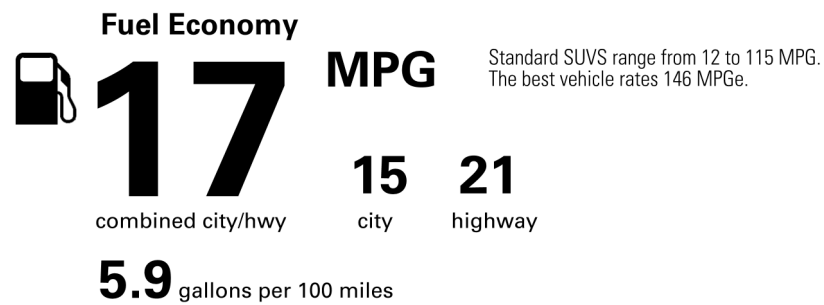 Fuel Economy
17 MPG
Standard SUVS range from 12 to 115 MPG.
The best vehicle rates 146 MPGe.
15 21
combined city/hwy city highway
5.9 gallons per 100 miles